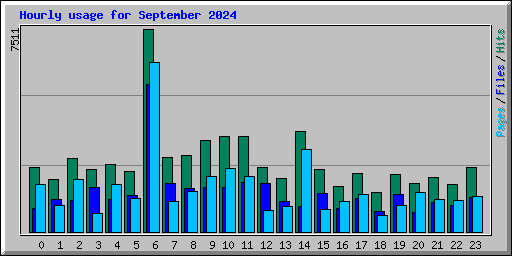 Hourly usage for September 2024
7511
Pages / Files / Hits
0 1 2 3 4 5 6 7 8 9 10 11 12 13 14 15 16 17 18 19 20 21 22 23